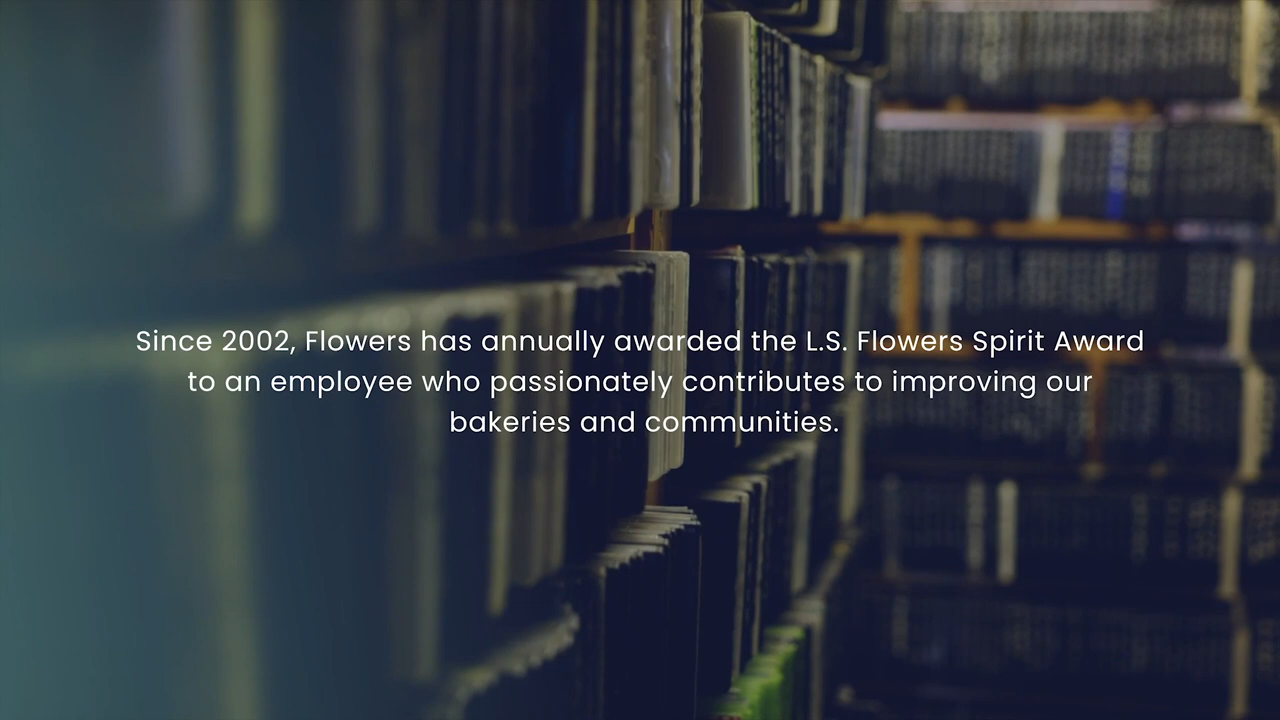 Since 2002, Flowers has annually awarded the L.S. Flowers Spirit Award
to an employee who passionately contributes to improving our
bakeries and communities.